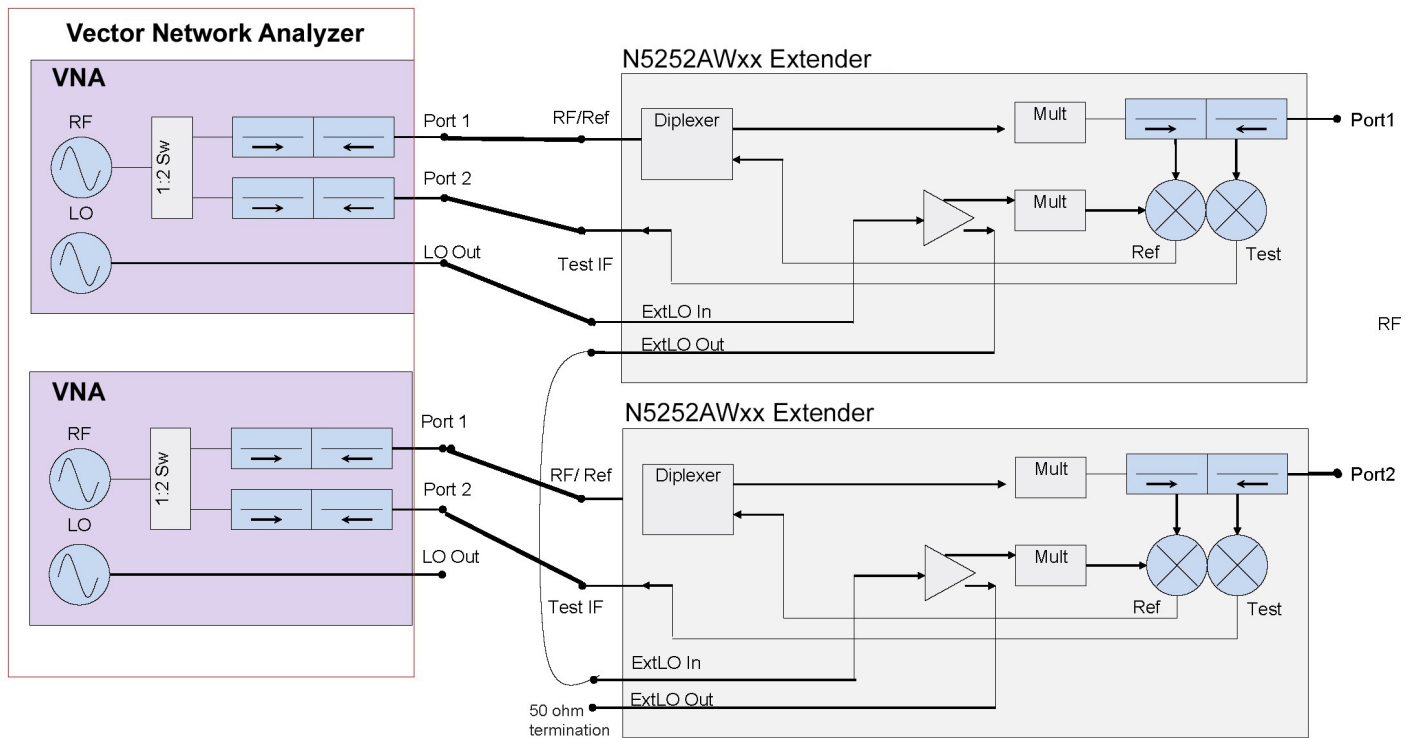 Vector Network Analyzer
VNA
RF
LO
1:2 Sw
Port 1
Port 2
LO Out
RF/Ref
Test IF
N5252AWxx Extender
Diplexer
Mult
Mult
Ref
Test
Port1
ExtLO In
ExtLO Out
RF
VNA
RF
LO
1:2 Sw
Port 1
Port 2
LO Out
RF/ Ref
Test IF
N5252AWxx Extender
Diplexer
Mult
Mult
Ref
Test
Port2
ExtLO In
ExtLO Out
50 ohm
termination